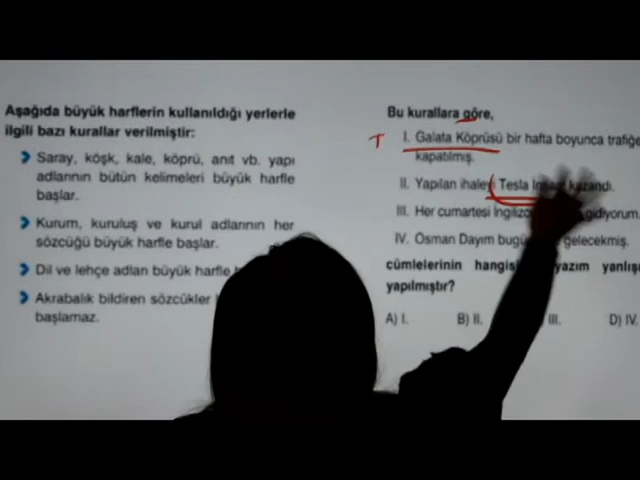 Aşağıda büyük harflerin kullanıldığı yerlerle
ilgili bazı kurallar verilmiştir:
Saray, köşk, kale, köprü, anıt vb. yapı
adlarının bütün kelimeleri büyük harfle
başlar.
Kurum, kuruluş ve kurul adlarının her
sözcüğü büyük harfle başlar.
Dil ve lehçe adları büyük harfle
Akrabalık bildiren sözcükler
başlamaz.
Bu kurallara göre,
T I. Galata Köprüsü bir hafta boyunca trafiğe
kapatılmış.
II. Yapılan ihaleyi Tesla kazandı.
III. Her cumartesi gidiyorum.
IV. Osman Dayım gelecekmiş.
cümlelerinin yazım yanlışı
yapılmıştır?
A) I. B) II. III. D) IV.